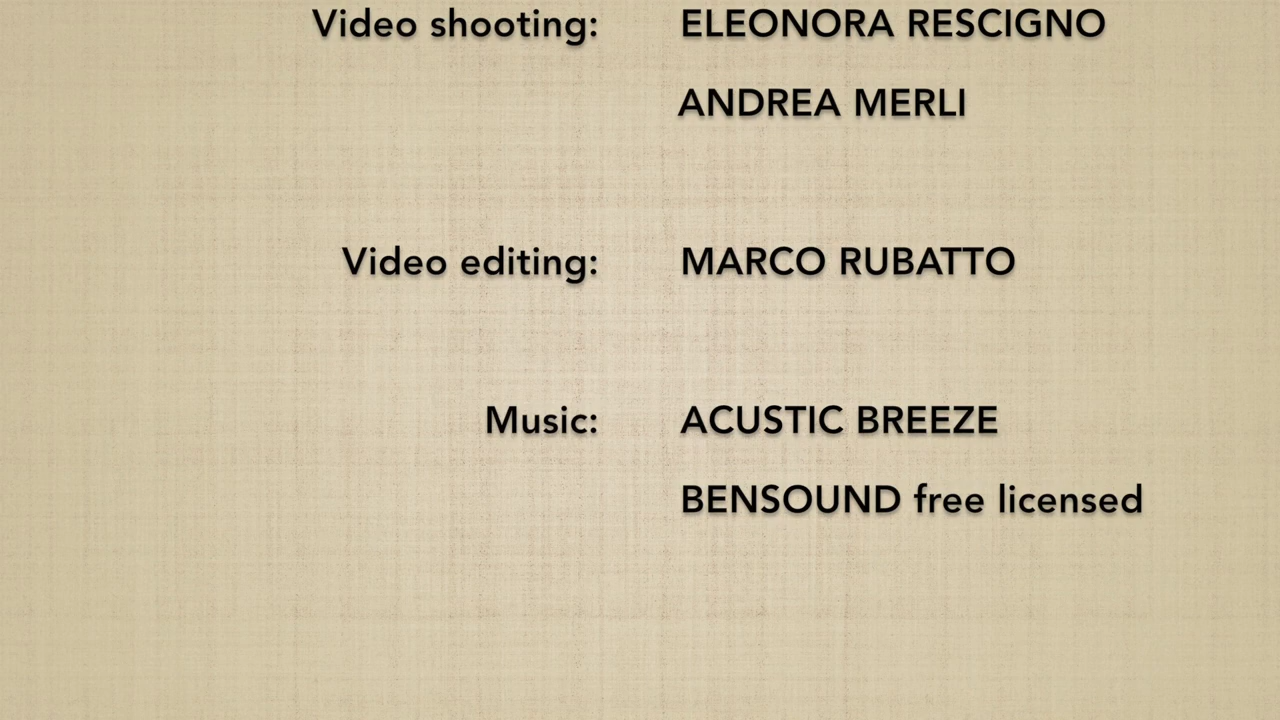 Video shooting: ELEONORA RESCIGNO
ANDREA MERLI
Video editing: MARCO RUBATTO
Music: ACUSTIC BREEZE
BENSOUND free licensed